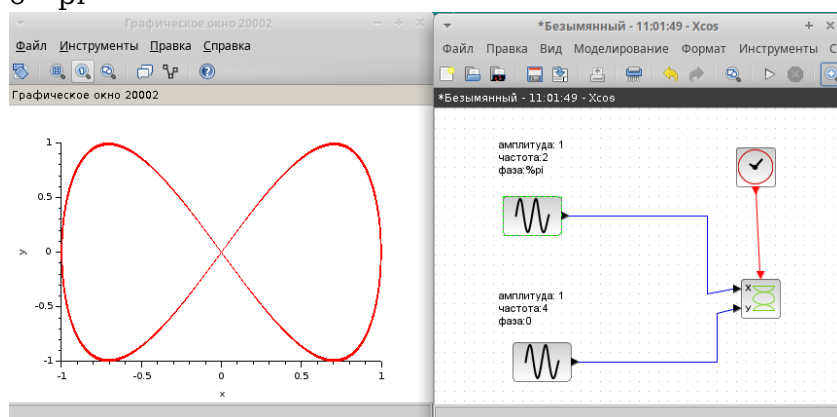 Графическое окно 20002
Файл Инструменты Правка Справка
Графическое окно 20002
1
0.5
0
-0.5
-1
y
-1 -0.5 0 0.5 1
x
*Безымянный - 11:01:49 - Xcos
Файл Правка Вид Моделирование Формат Инструменты
*Безымянный - 11:01:49 - Xcos
амплитуда: 1
частота:2
фаза:%pi
X
У
амплитуда: 1
частота:4
фаза:0